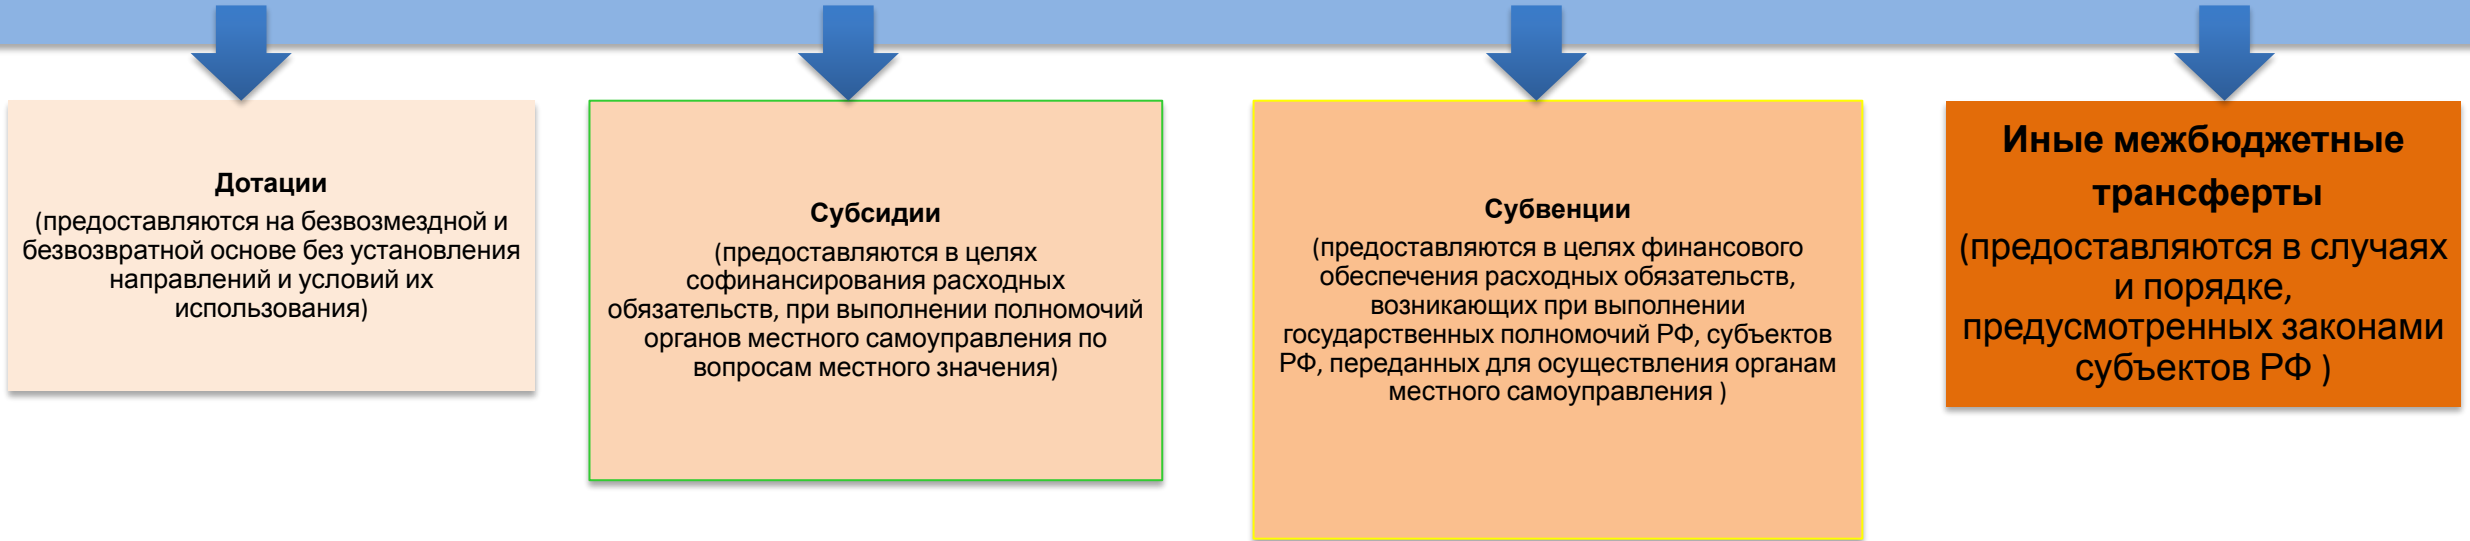 Дотации
(предоставляются на безвозмездной и
безвозвратной основе без установления
направлений и условий их
использования)
Субсидии
(предоставляются в целях
софинансирования расходных
обязательств, при выполнении полномочий
органов местного самоуправления по
вопросам местного значения)
Субвенции
(предоставляются в целях финансового
обеспечения расходных обязательств,
возникающих при выполнении
государственных полномочий РФ, субъектов
РФ, переданных для осуществления органам
местного самоуправления )
Иные межбюджетные
трансферты
(предоставляются в случаях
и порядке,
предусмотренных законами
субъектов РФ )